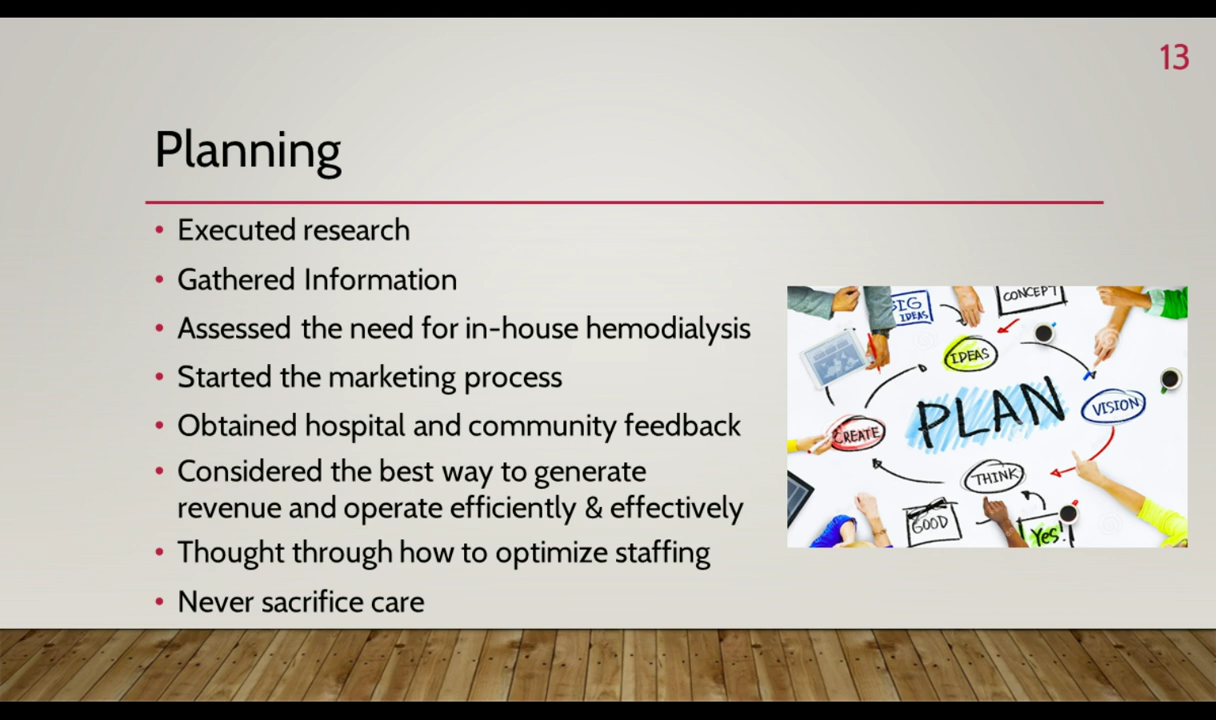 13
Planning
• Executed research
• Gathered Information
• Assessed the need for in-house hemodialysis
• Started the marketing process
• Obtained hospital and community feedback
• Considered the best way to generate
revenue and operate efficiently & effectively
• Thought through how to optimize staffing
• Never sacrifice care
BIG
IDEAS
CONCEPT
IDEAS
PLAN
VISION
CREATE
THINK
GOOD
Yes!